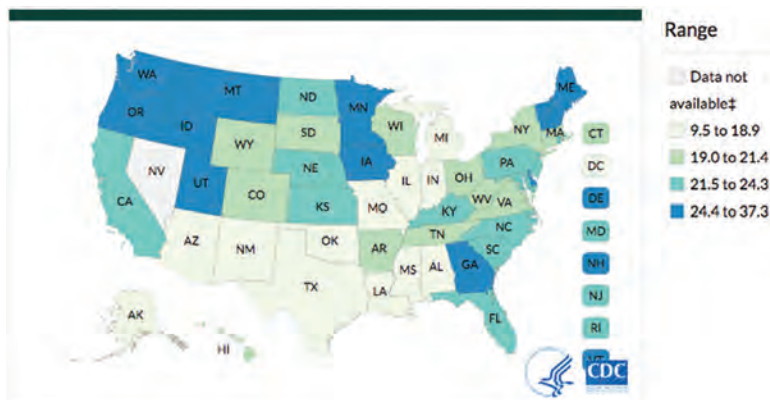 Range
Data not
available‡
9.5 to 18.9
19.0 to 21.4
21.5 to 24.3
24.4 to 37.3
WA
MT
ND
MN
ME
OR
ID
SD
WI
MI
NY
MA
CT
WY
DC
NV
NE
IA
PA
IL
IN
OH
DE
UT
CO
WV
VA
CA
KS
MO
KY
MD
NC
TN
AZ
NM
OK
AR
SC
NH
MS
AL
GA
TX
LA
NJ
AK
FL
RI
HI
VT
CDC